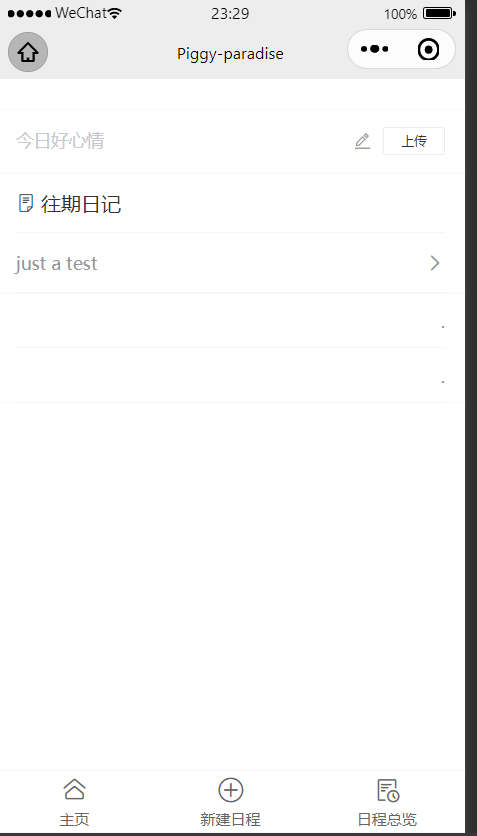 WeChat 23:29 100%
Piggy-paradise
今日好心情 上传
往期日记
just a test
.
.
主页 新建日程 日程总览